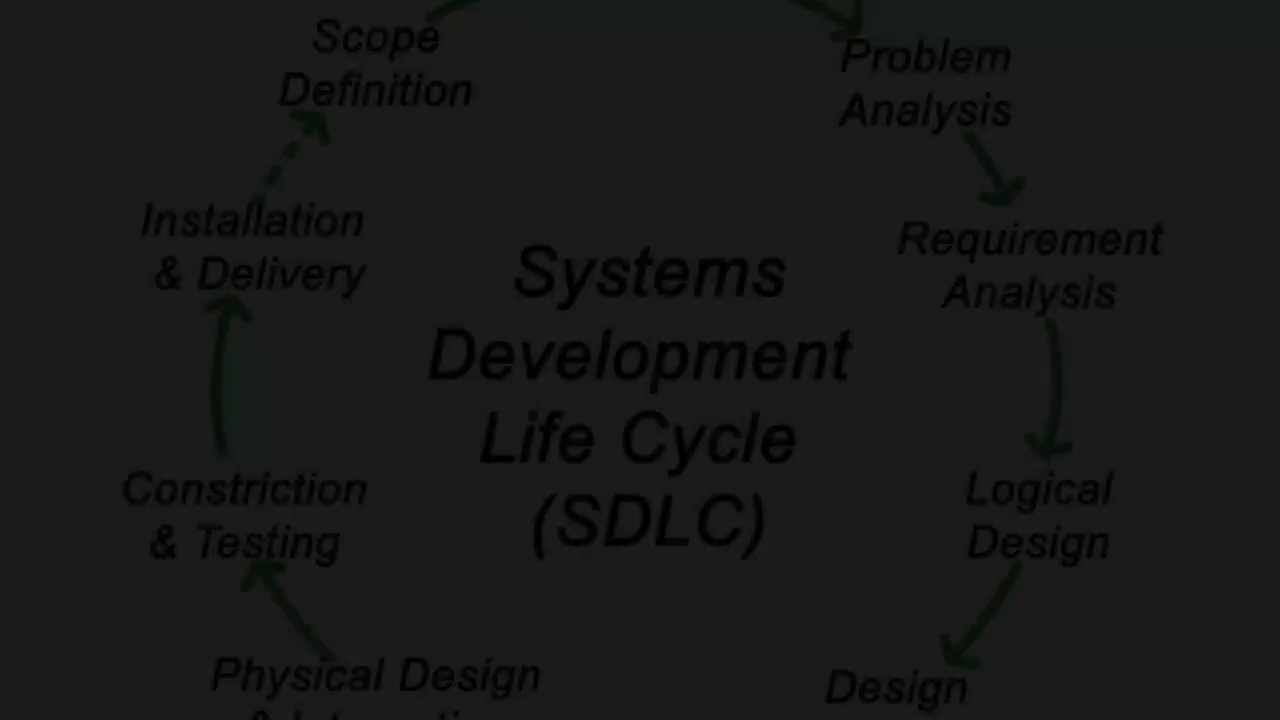 Scope
Definition
Problem
Analysis
Installation
& Delivery
Requirement
Analysis
Systems
Development
Life Cycle
(SDLC)
Constriction
& Testing
Logical
Design
Physical Design
Design